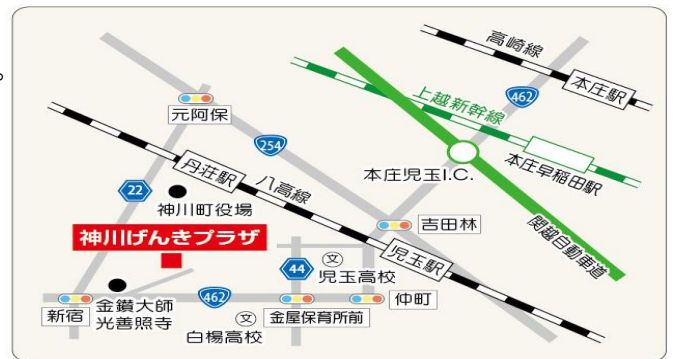 。
高崎線
本庄駅
462
上越新幹線
元阿保
254
本庄早稲田駅
本庄児玉I.C.
丹荘駅
八高線
22
神川町役場
関越自動車道
吉田林
神川げんきプラザ
児玉駅
文
児玉高校
44
462
仲町
新宿
金鑚大師
光善照寺
文
白楊高校
金屋保育所前